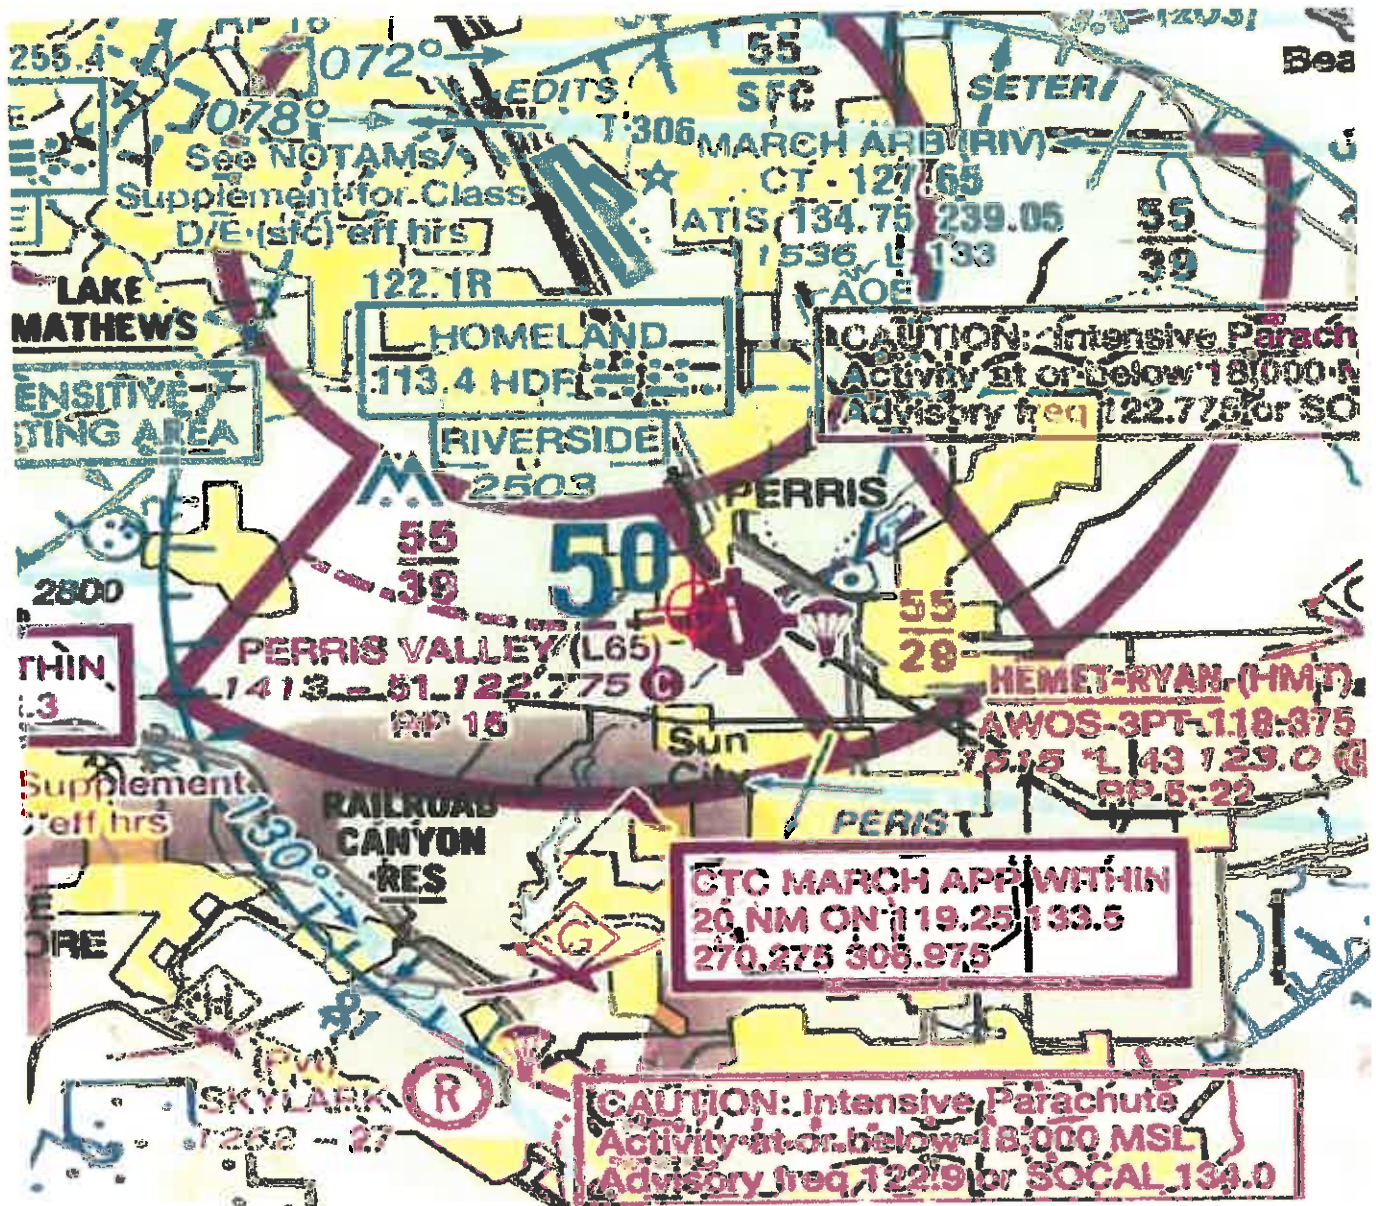 255.4
072°
EDITS
55
SFC
SETER
Bea
078°
T 306
See NOTAMs/
Supplement for Class
D/E (sfc) eff hrs
MARCH ARB (RIV)
CT - 127.65
ATIS 134.75 239.05
1536 L 133
AOE
55
39
LAKE
MATHEWS
122.1R
HOMELAND
113.4 HDF
RIVERSIDE
CAUTION: Intensive Parach
Activity at or below 18,000 M
Advisory freq 122.775 or SO
ENSITIVE
STING AREA
2503
PERRIS
55
39
50
2800
55
29
THIN
.3
PERRIS VALLEY (L65)
1413 - 51 122.775 C
RP 15
HEMET-RYAN (HMT)
AWOS-3PT 118.375
1515 *L 43 123.0 C
RP 5, 22
Sun
City
Supplement
eff hrs
RAILROAD
CANYON
RES
130°
PERIS
CTC MARCH APP WITHIN
20 NM ON 119.25 133.5
270.275 306.975
ORE
G
H
(Pvt)
SKYLARK
1262 - 27
R
CAUTION: Intensive Parachute
Activity at or below 18,000 MSL
Advisory freq 122.9 or SOCAL 134.0